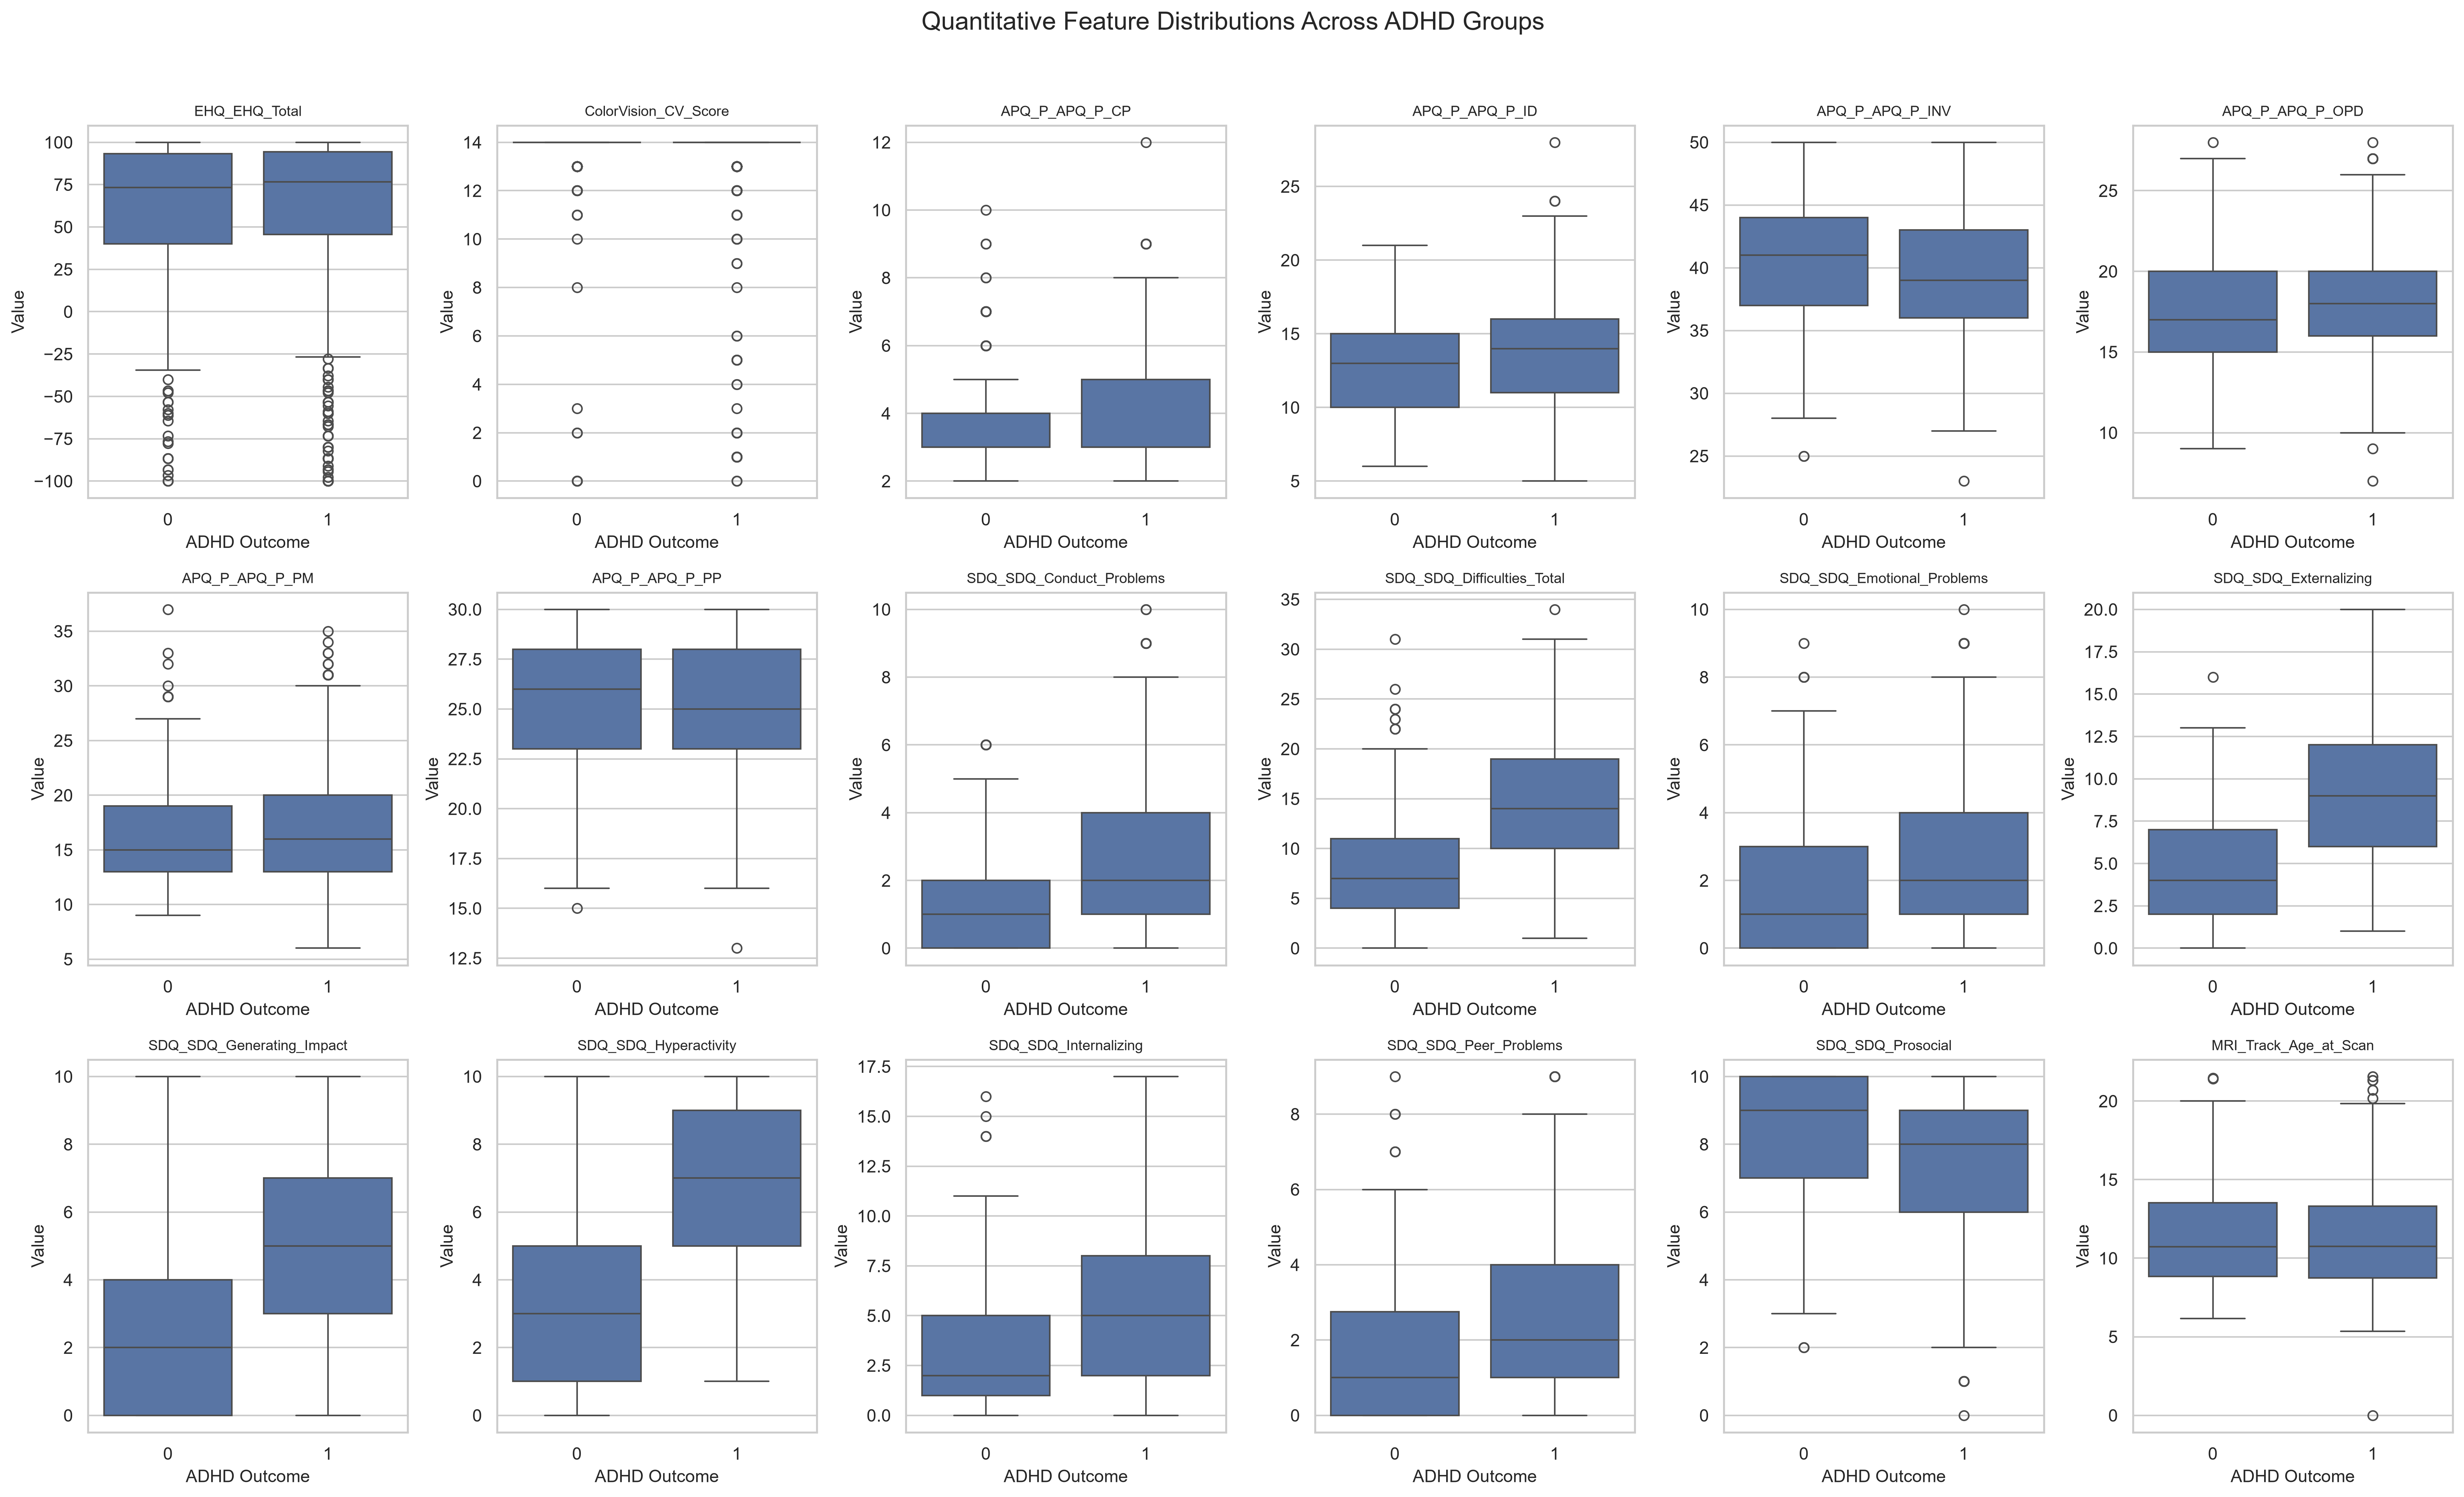 Quantitative Feature Distributions Across ADHD Groups
EHQ_EHQ_Total
Value
100
75
50
25
0
−25
−50
−75
−100
0 1
ADHD Outcome
ColorVision_CV_Score
Value
14
12
10
8
6
4
2
0
0 1
ADHD Outcome
APQ_P_APQ_P_CP
Value
12
10
8
6
4
2
0 1
ADHD Outcome
APQ_P_APQ_P_ID
Value
25
20
15
10
5
0 1
ADHD Outcome
APQ_P_APQ_P_INV
Value
50
45
40
35
30
25
0 1
ADHD Outcome
APQ_P_APQ_P_OPD
Value
25
20
15
10
0 1
ADHD Outcome
APQ_P_APQ_P_PM
Value
35
30
25
20
15
10
5
0 1
ADHD Outcome
APQ_P_APQ_P_PP
Value
30.0
27.5
25.0
22.5
20.0
17.5
15.0
12.5
0 1
ADHD Outcome
SDQ_SDQ_Conduct_Problems
Value
10
8
6
4
2
0
0 1
ADHD Outcome
SDQ_SDQ_Difficulties_Total
Value
35
30
25
20
15
10
5
0
0 1
ADHD Outcome
SDQ_SDQ_Emotional_Problems
Value
10
8
6
4
2
0
0 1
ADHD Outcome
SDQ_SDQ_Externalizing
Value
20.0
17.5
15.0
12.5
10.0
7.5
5.0
2.5
0.0
0 1
ADHD Outcome
SDQ_SDQ_Generating_Impact
Value
10
8
6
4
2
0
0 1
ADHD Outcome
SDQ_SDQ_Hyperactivity
Value
10
8
6
4
2
0
0 1
ADHD Outcome
SDQ_SDQ_Internalizing
Value
17.5
15.0
12.5
10.0
7.5
5.0
2.5
0.0
0 1
ADHD Outcome
SDQ_SDQ_Peer_Problems
Value
8
6
4
2
0
0 1
ADHD Outcome
SDQ_SDQ_Prosocial
Value
10
8
6
4
2
0
0 1
ADHD Outcome
MRI_Track_Age_at_Scan
Value
20
15
10
5
0
0 1
ADHD Outcome